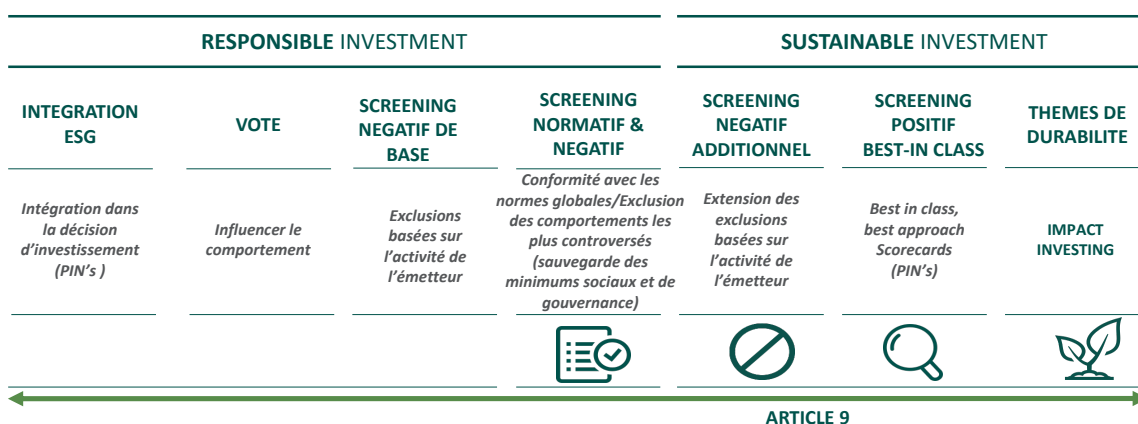 RESPONSIBLE INVESTMENT
SUSTAINABLE INVESTMENT
INTEGRATION
ESG
VOTE
SCREENING
NEGATIF DE
BASE
SCREENING
NORMATIF &
NEGATIF
SCREENING
NEGATIF
ADDITIONNEL
SCREENING
POSITIF
BEST-IN CLASS
THEMES DE
DURABILITE
Intégration dans
la décision
d'investissement
(PIN's )
Influencer le
comportement
Exclusions
basées sur
l'activité de
l'émetteur
Conformité avec les
normes globales/Exclusion
des comportements les
plus controversés
(sauvegarde des
minimums sociaux et de
gouvernance)
Extension des
exclusions
basées sur
l'activité de
l'émetteur
Best in class,
best approach
Scorecards
(PIN's)
IMPACT
INVESTING
ARTICLE 9